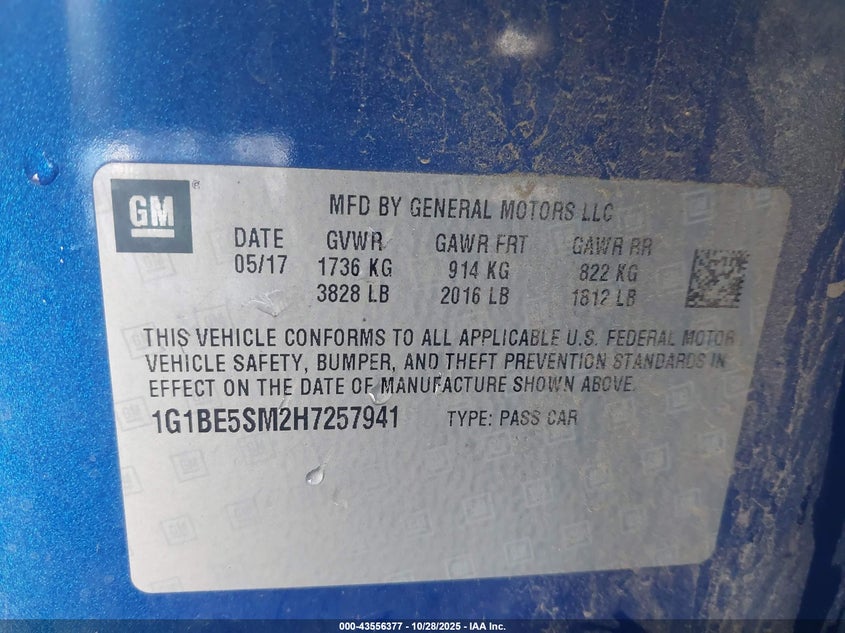 GM ®
MFD BY GENERAL MOTORS LLC
DATE GVWR GAWR FRT GAWR RR
05/17 1736 KG 914 KG 822 KG
3828 LB 2016 LB 1812 LB
THIS VEHICLE CONFORMS TO ALL APPLICABLE U.S. FEDERAL MOTOR
VEHICLE SAFETY, BUMPER, AND THEFT PREVENTION STANDARDS IN
EFFECT ON THE DATE OF MANUFACTURE SHOWN ABOVE.
1G1BE5SM2H7257941 TYPE: PASS CAR
000-43556377 - 10/28/2025 - IAA Inc.